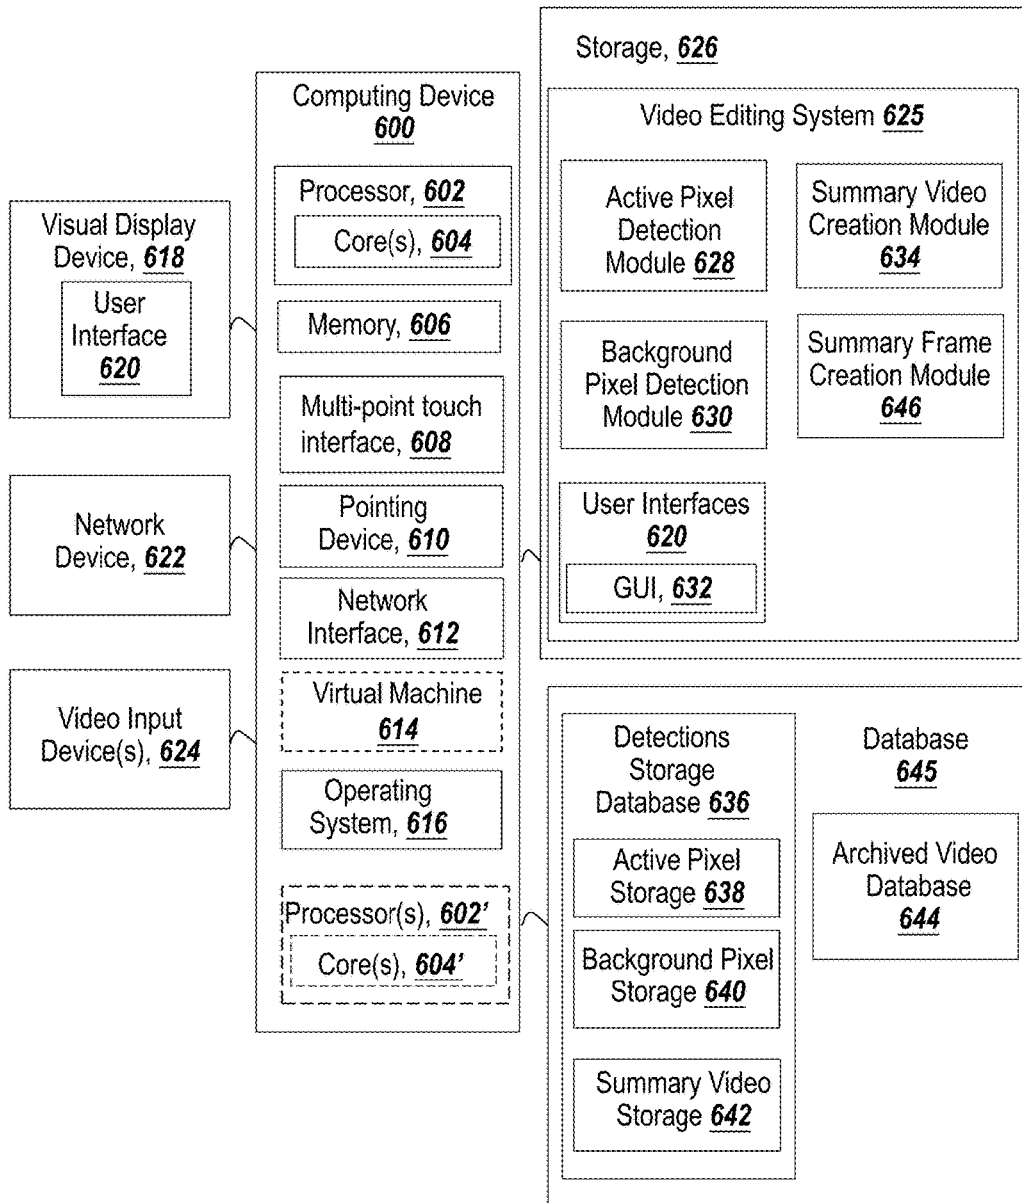 Computing Device
600
Processor, 602
Core(s), 604
Memory, 606
Multi-point touch
interface, 608
Pointing
Device, 610
Network
Interface, 612
Virtual Machine
614
Operating
System, 616
Processor(s), 602'
Core(s), 604'
Visual Display
Device, 618
User
Interface
620
Network
Device, 622
Video Input
Device(s), 624
Storage, 626
Video Editing System 625
Active Pixel
Detection
Module 628
Summary Video
Creation Module
634
Background
Pixel Detection
Module 630
Summary Frame
Creation Module
646
User Interfaces
620
GUI, 632
Detections
Storage
Database 636
Active Pixel
Storage 638
Background Pixel
Storage 640
Summary Video
Storage 642
Database
645
Archived Video
Database
644